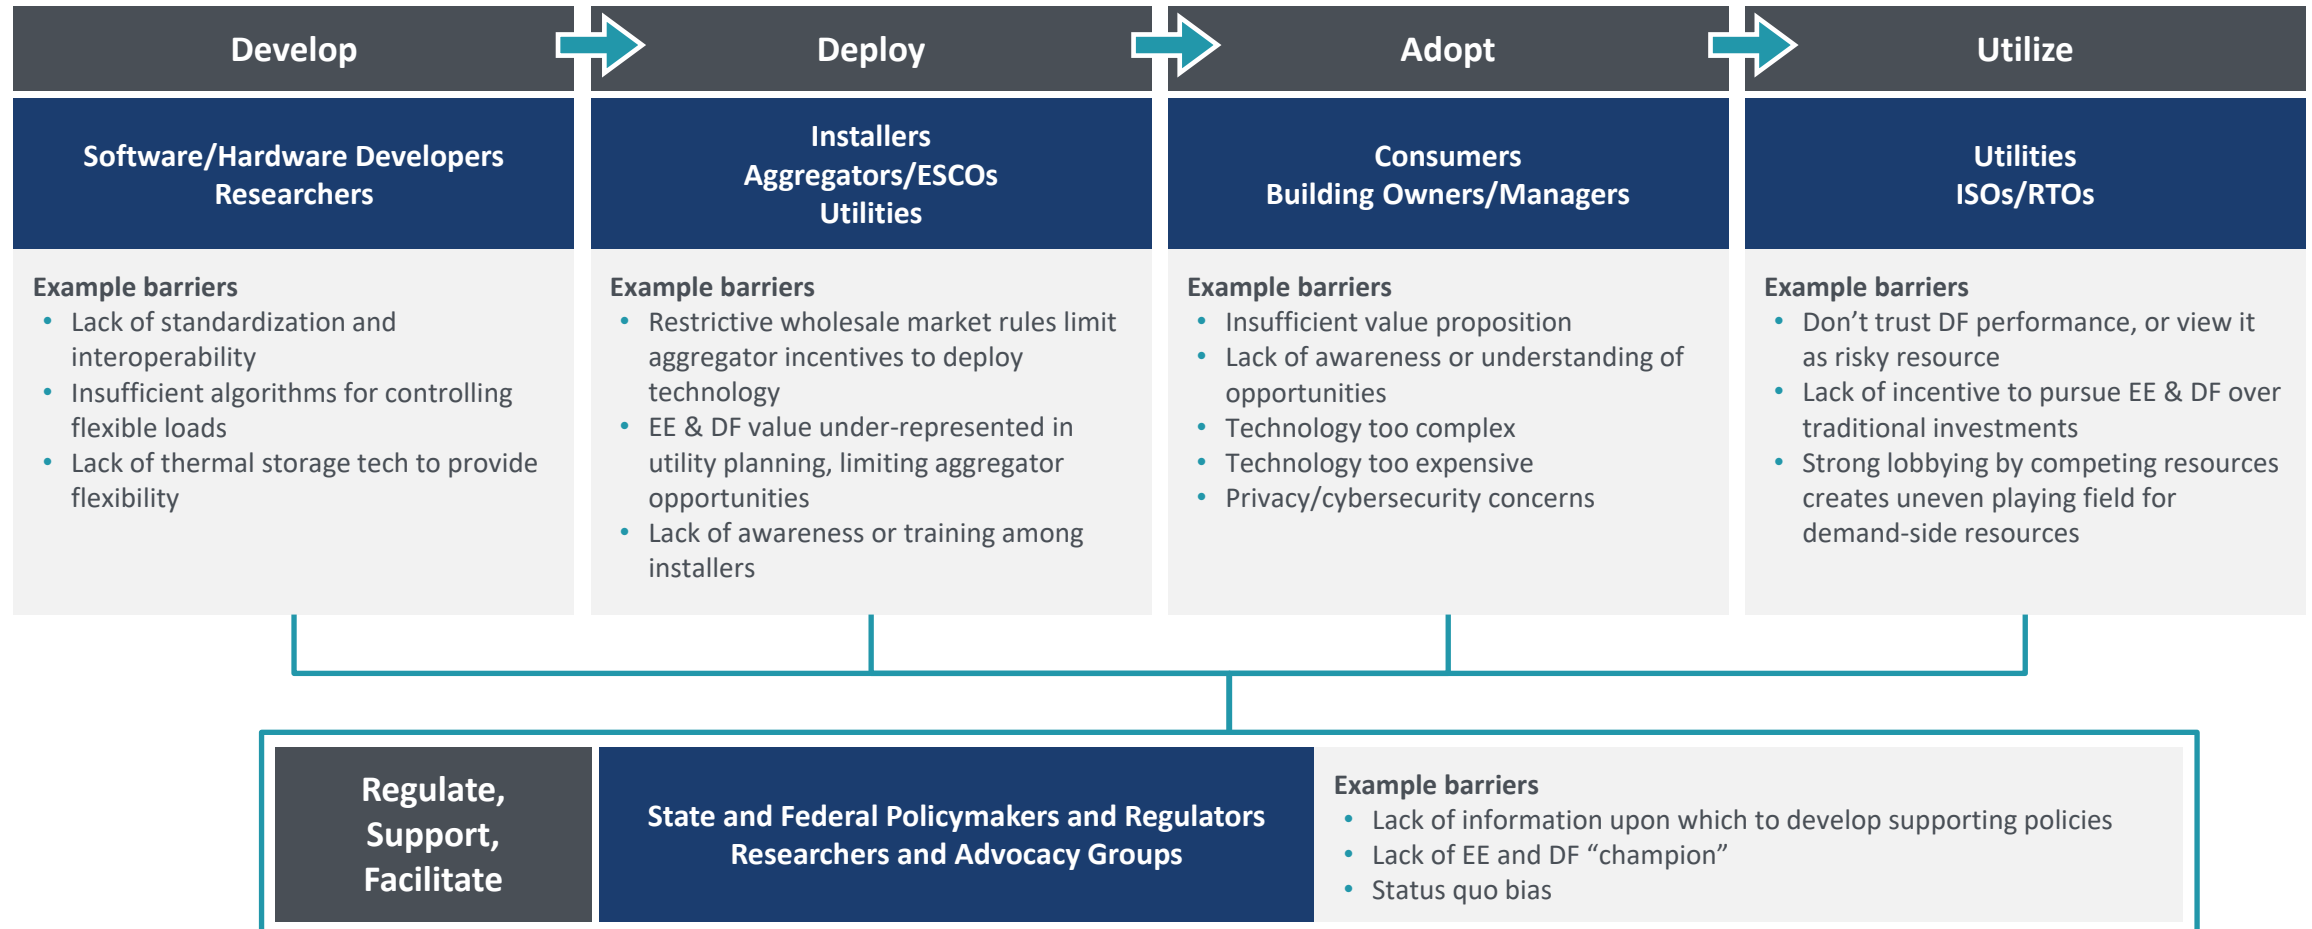 Develop
Deploy
Adopt
Utilize
Software/Hardware Developers
Researchers
Installers
Aggregators/ESCOs
Utilities
Consumers
Building Owners/Managers
Utilities
ISOs/RTOs
Example barriers
• Lack of standardization and
interoperability
• Insufficient algorithms for controlling
flexible loads
• Lack of thermal storage tech to provide
flexibility
Example barriers
• Restrictive wholesale market rules limit
aggregator incentives to deploy
technology
• EE & DF value under-represented in
utility planning, limiting aggregator
opportunities
• Lack of awareness or training among
installers
Example barriers
• Insufficient value proposition
• Lack of awareness or understanding of
opportunities
• Technology too complex
• Technology too expensive
• Privacy/cybersecurity concerns
Example barriers
• Don’t trust DF performance, or view it
as risky resource
• Lack of incentive to pursue EE & DF over
traditional investments
• Strong lobbying by competing resources
creates uneven playing field for
demand-side resources
Regulate,
Support,
Facilitate
State and Federal Policymakers and Regulators
Researchers and Advocacy Groups
Example barriers
• Lack of information upon which to develop supporting policies
• Lack of EE and DF “champion”
• Status quo bias